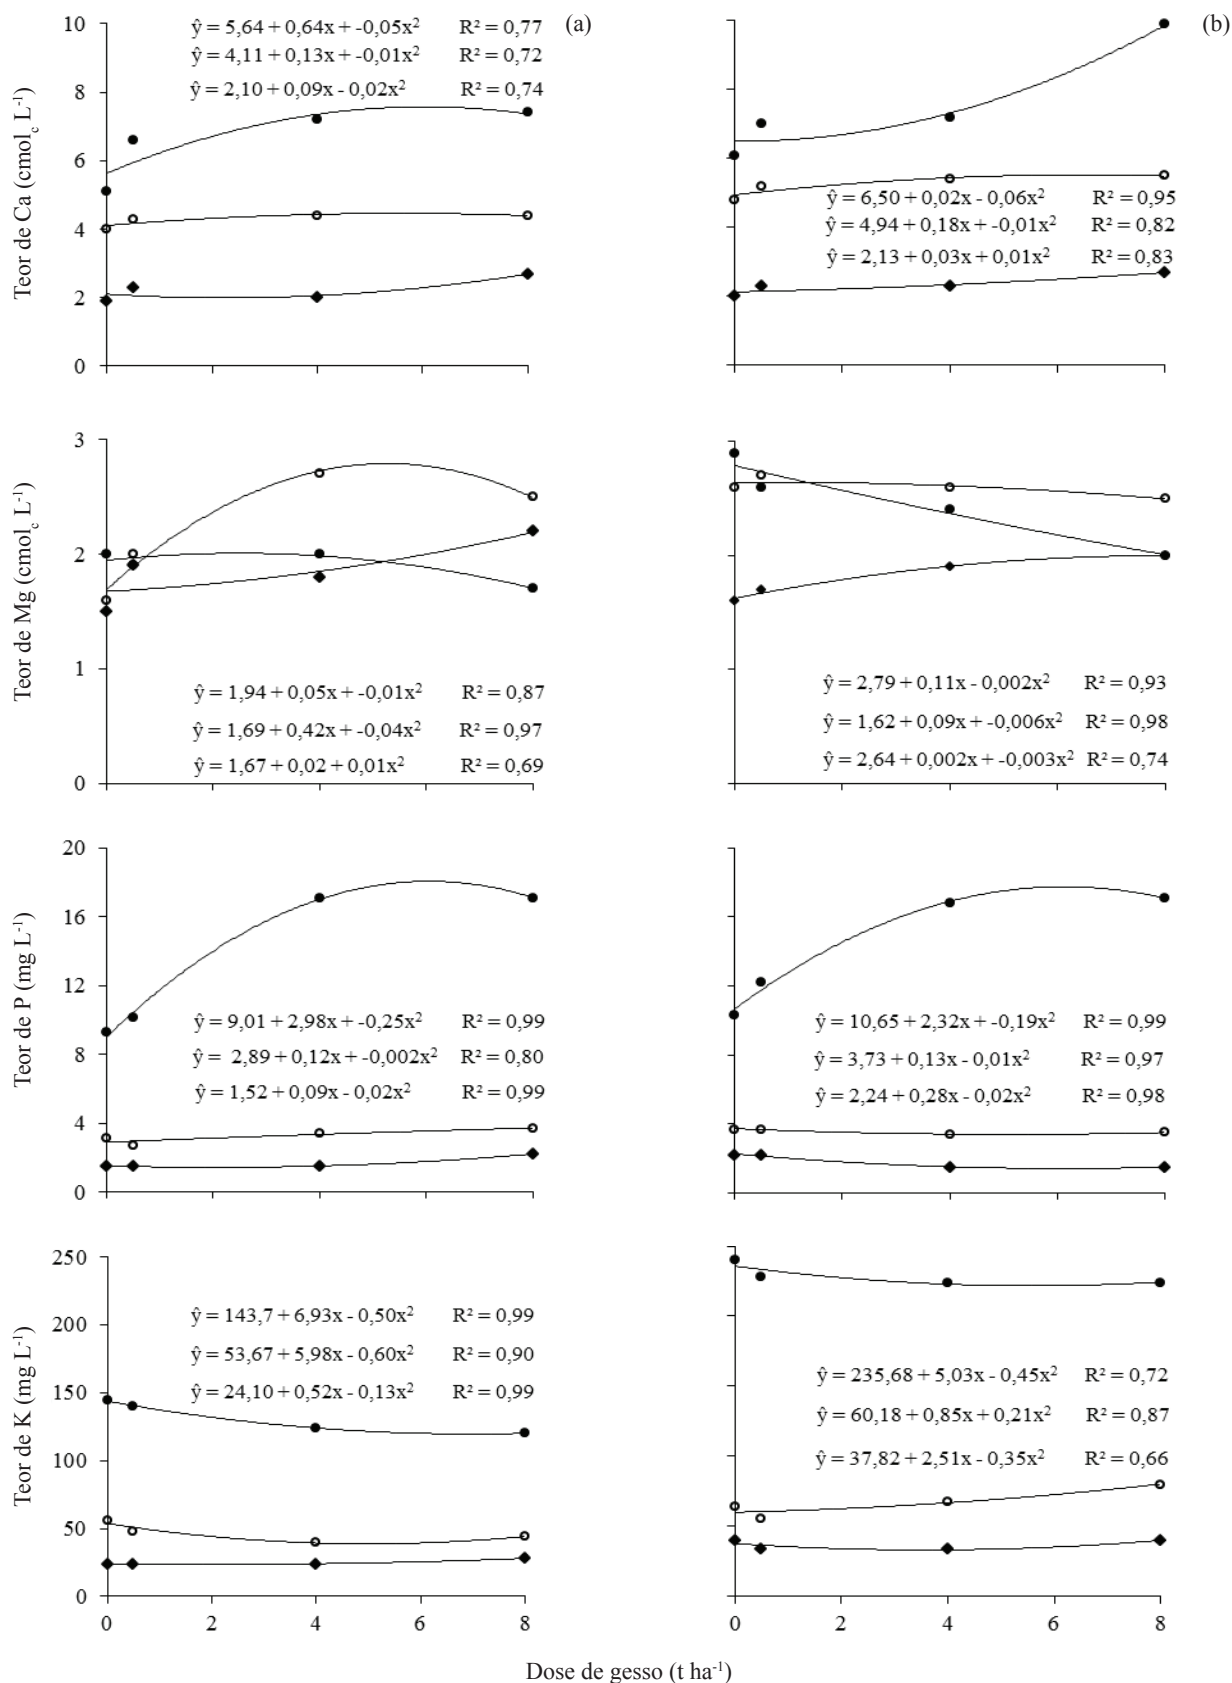 (a)
(b)
Teor de Ca (cmol꜀ L⁻¹)
10
8
6
4
2
0
ŷ = 5,64 + 0,64x + -0,05x² R² = 0,77
ŷ = 4,11 + 0,13x + -0,01x² R² = 0,72
ŷ = 2,10 + 0,09x - 0,02x² R² = 0,74
ŷ = 6,50 + 0,02x - 0,06x² R² = 0,95
ŷ = 4,94 + 0,18x + -0,01x² R² = 0,82
ŷ = 2,13 + 0,03x + 0,01x² R² = 0,83
Teor de Mg (cmol꜀ L⁻¹)
3
2
1
0
ŷ = 1,94 + 0,05x + -0,01x² R² = 0,87
ŷ = 1,69 + 0,42x + -0,04x² R² = 0,97
ŷ = 1,67 + 0,02 + 0,01x² R² = 0,69
ŷ = 2,79 + 0,11x - 0,002x² R² = 0,93
ŷ = 1,62 + 0,09x + -0,006x² R² = 0,98
ŷ = 2,64 + 0,002x + -0,003x² R² = 0,74
Teor de P (mg L⁻¹)
20
16
12
8
4
0
ŷ = 9,01 + 2,98x + -0,25x² R² = 0,99
ŷ = 2,89 + 0,12x + -0,002x² R² = 0,80
ŷ = 1,52 + 0,09x - 0,02x² R² = 0,99
ŷ = 10,65 + 2,32x + -0,19x² R² = 0,99
ŷ = 3,73 + 0,13x - 0,01x² R² = 0,97
ŷ = 2,24 + 0,28x - 0,02x² R² = 0,98
Teor de K (mg L⁻¹)
250
200
150
100
50
0
ŷ = 143,7 + 6,93x - 0,50x² R² = 0,99
ŷ = 53,67 + 5,98x - 0,60x² R² = 0,90
ŷ = 24,10 + 0,52x - 0,13x² R² = 0,99
ŷ = 235,68 + 5,03x - 0,45x² R² = 0,72
ŷ = 60,18 + 0,85x + 0,21x² R² = 0,87
ŷ = 37,82 + 2,51x - 0,35x² R² = 0,66
0 2 4 6 8
0 2 4 6 8
Dose de gesso (t ha⁻¹)